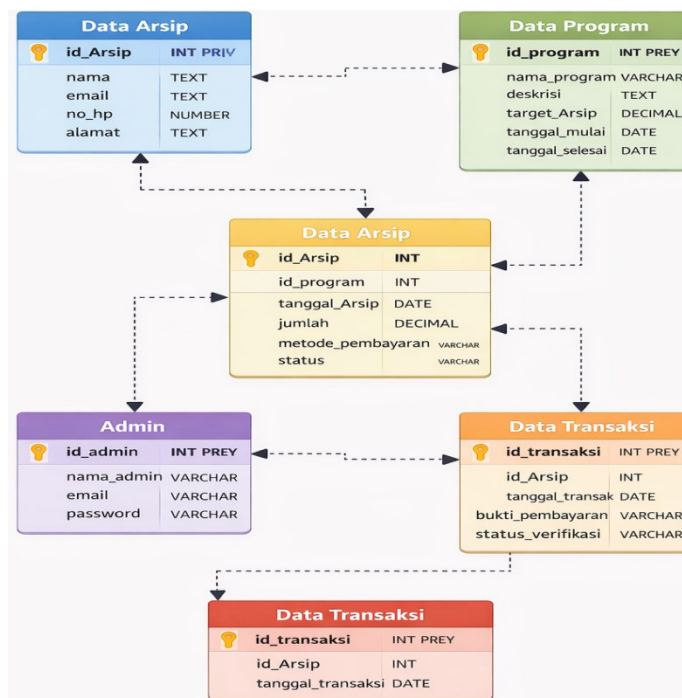 Data Arsip
id_Arsip INT PRIV
nama TEXT
email TEXT
no_hp NUMBER
alamat TEXT
Data Program
id_program INT PREY
nama_program VARCHAR
deskrisi TEXT
target_Arsip DECIMAL
tanggal_mulai DATE
tanggal_selesai DATE
Data Arsip
id_Arsip INT
id_program INT
tanggal_Arsip DATE
jumlah DECIMAL
metode_pembayaran VARCHAR
status VARCHAR
Admin
id_admin INT PREY
nama_admin VARCHAR
email VARCHAR
password VARCHAR
Data Transaksi
id_transaksi INT PREY
id_Arsip INT
tanggal_transak DATE
bukti_pembayaran VARCHAR
status_verifikasi VARCHAR
Data Transaksi
id_transaksi INT PREY
id_Arsip INT
tanggal_transaksi DATE